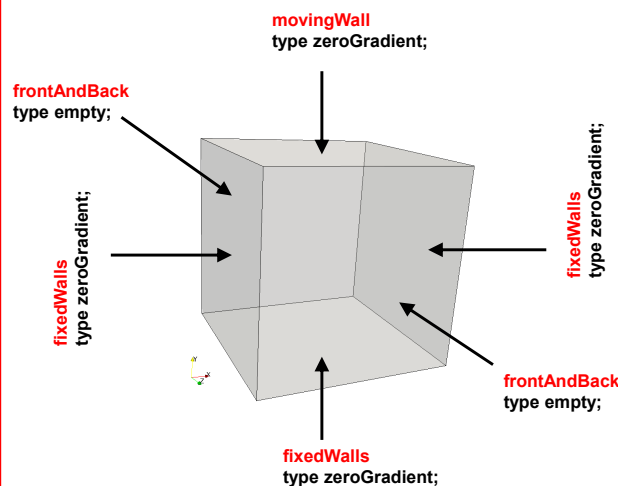 movingWall
type zeroGradient;
frontAndBack
type empty;
fixedWalls
type zeroGradient;
fixedWalls
type zeroGradient;
frontAndBack
type empty;
fixedWalls
type zeroGradient;
Y
X
Z